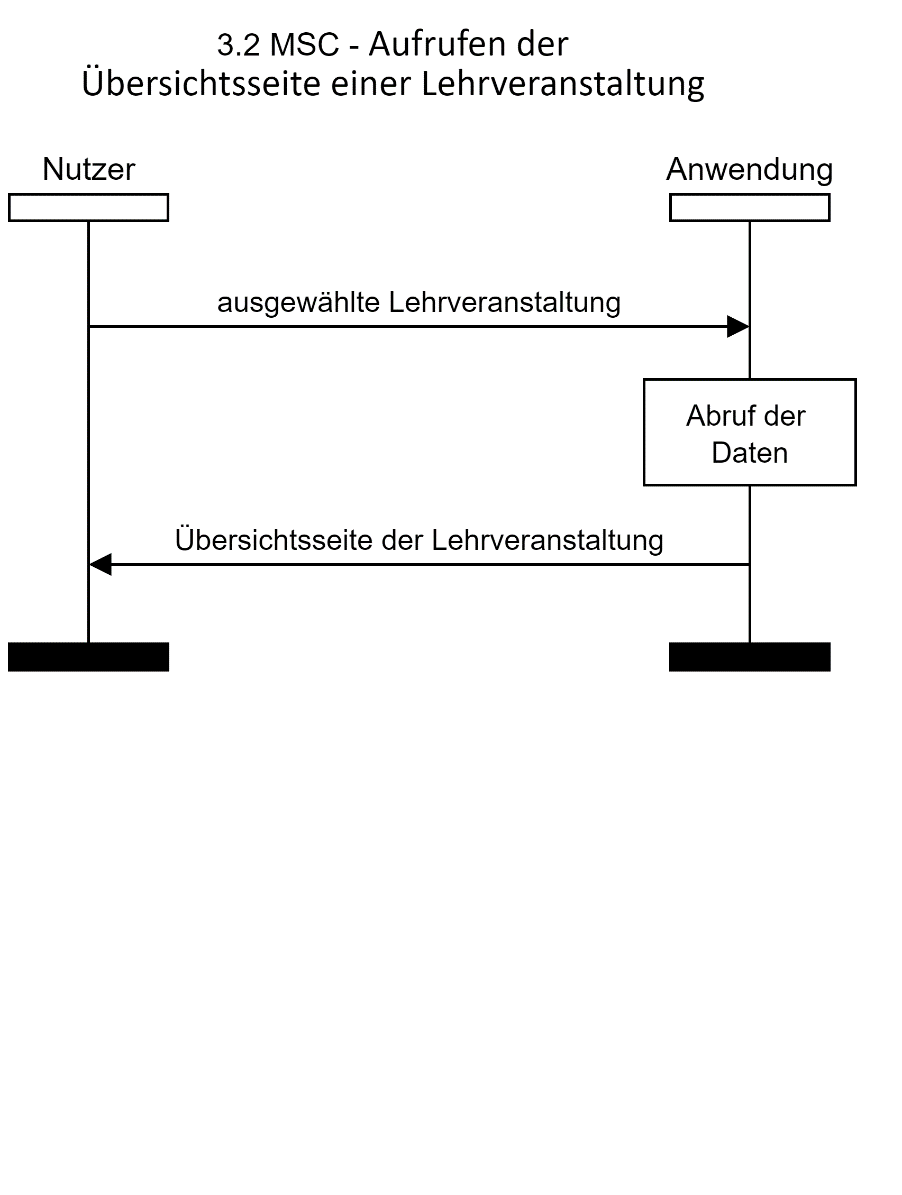 3.2 MSC - Aufrufen der
Übersichtsseite einer Lehrveranstaltung
Nutzer
Anwendung
ausgewählte Lehrveranstaltung
Abruf der
Daten
Übersichtsseite der Lehrveranstaltung